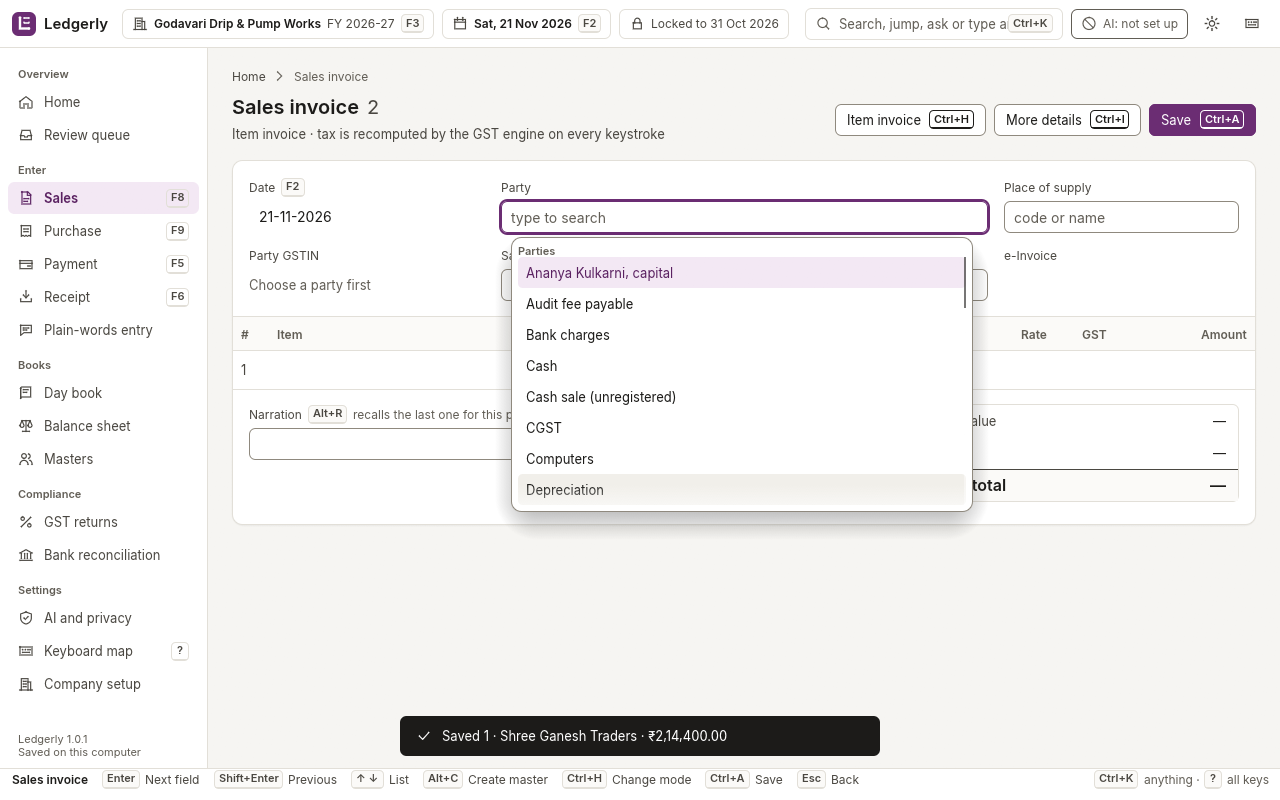 Ledgerly
Godavari Drip & Pump Works FY 2026-27 F3
Sat, 21 Nov 2026 F2
Locked to 31 Oct 2026
Search, jump, ask or type a Ctrl+K
AI: not set up
Overview
Home
Review queue
Enter
Sales F8
Purchase F9
Payment F5
Receipt F6
Plain-words entry
Books
Day book
Balance sheet
Masters
Compliance
GST returns
Bank reconciliation
Settings
AI and privacy
Keyboard map ?
Company setup
Ledgerly 1.0.1
Saved on this computer
Home Sales invoice
Sales invoice 2
Item invoice · tax is recomputed by the GST engine on every keystroke
Item invoice Ctrl+H
More details Ctrl+I
Save Ctrl+A
Date F2
21-11-2026
Party
type to search
Place of supply
code or name
Party GSTIN
Choose a party first
e-Invoice
Parties
Ananya Kulkarni, capital
Audit fee payable
Bank charges
Cash
Cash sale (unregistered)
CGST
Computers
Depreciation
# Item Rate GST Amount
1
Narration Alt+R recalls the last one for this p
alue —
—
total —
Saved 1 · Shree Ganesh Traders · ₹2,14,400.00
Sales invoice Enter Next field Shift+Enter Previous ↑ ↓ List Alt+C Create master Ctrl+H Change mode Ctrl+A Save Esc Back Ctrl+K anything · ? all keys